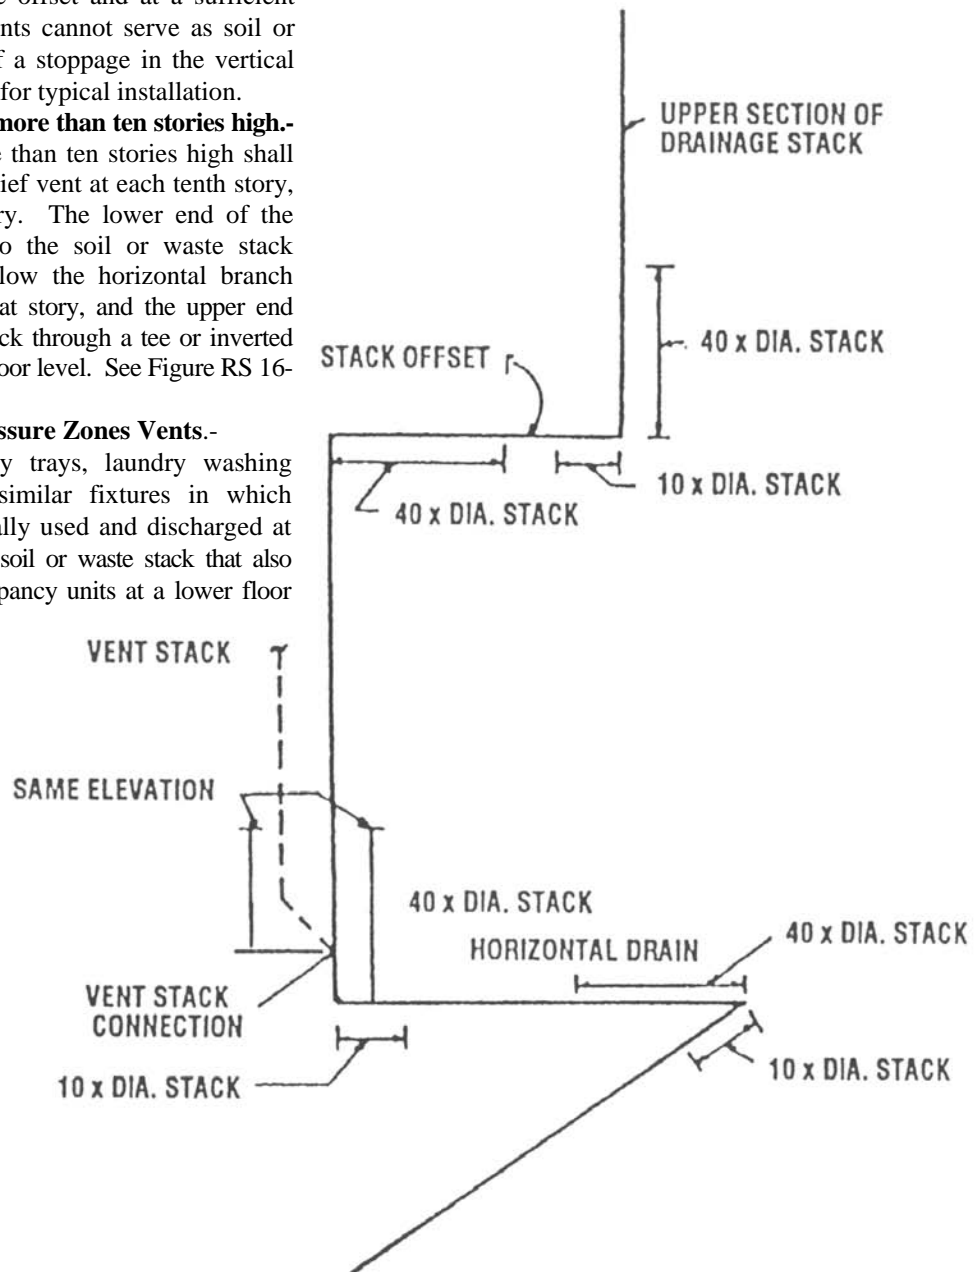 e offset and at a sufficient
nts cannot serve as soil or
f a stoppage in the vertical
for typical installation.
more than ten stories high.-
e than ten stories high shall
ief vent at each tenth story,
ry. The lower end of the
o the soil or waste stack
low the horizontal branch
at story, and the upper end
ck through a tee or inverted
oor level. See Figure RS 16-
ssure Zones Vents.-
y trays, laundry washing
similar fixtures in which
ally used and discharged at
soil or waste stack that also
pancy units at a lower floor
UPPER SECTION OF
DRAINAGE STACK
40 x DIA. STACK
STACK OFFSET
10 x DIA. STACK
40 x DIA. STACK
VENT STACK
SAME ELEVATION
40 x DIA. STACK
HORIZONTAL DRAIN
40 x DIA. STACK
VENT STACK
CONNECTION
10 x DIA. STACK
10 x DIA. STACK